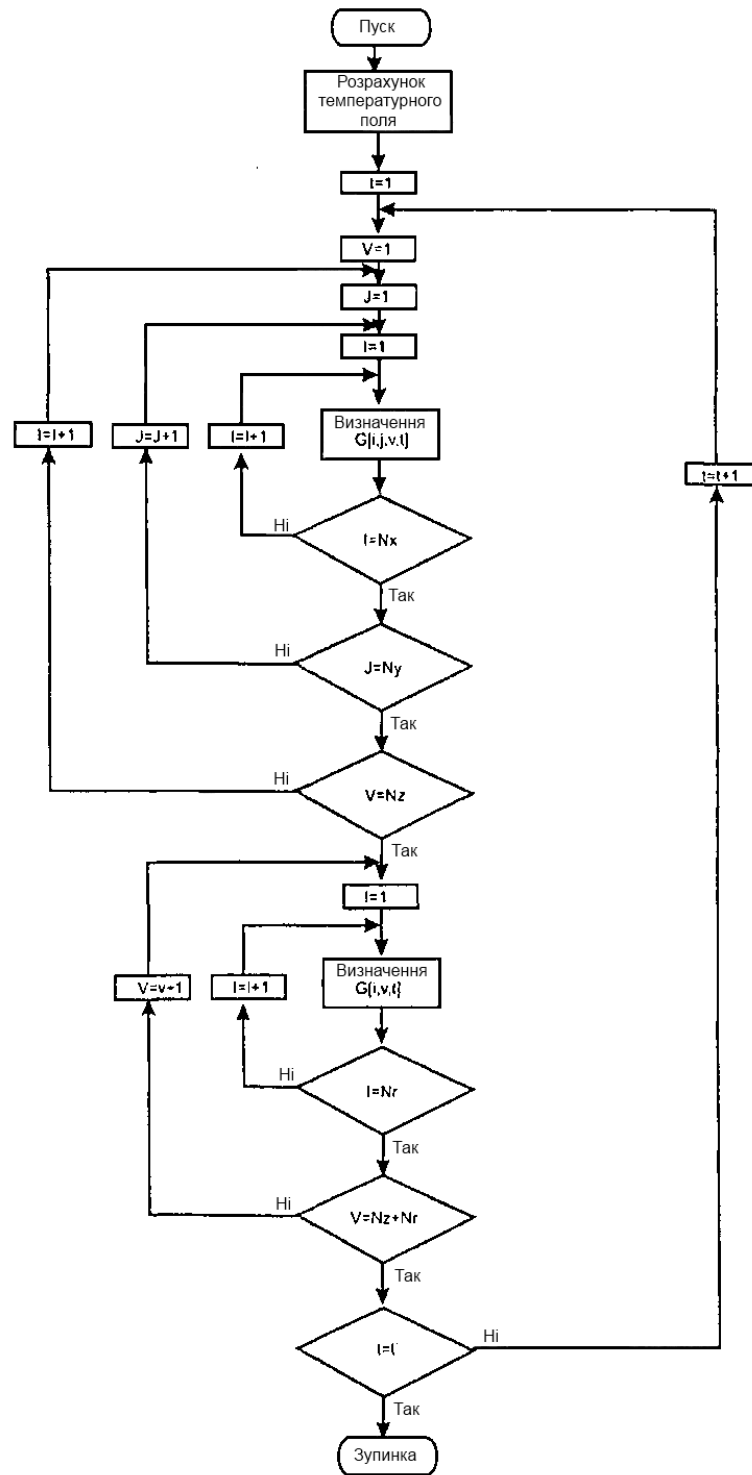 Пуск
Розрахунок
температурного
поля
t=1
V=1
J=1
I=1
I=I+1
J=J+1
I=I+1
Визначення
G[i,j,v,t]
t=t+1
Ні
I=Nx
Так
Ні
J=Ny
Так
Ні
V=Nz
Так
I=1
V=v+1
I=I+1
Визначення
G[i,v,t]
Ні
I=Nr
Так
Ні
V=Nz+Nr
Так
t=t'
Ні
Так
Зупинка